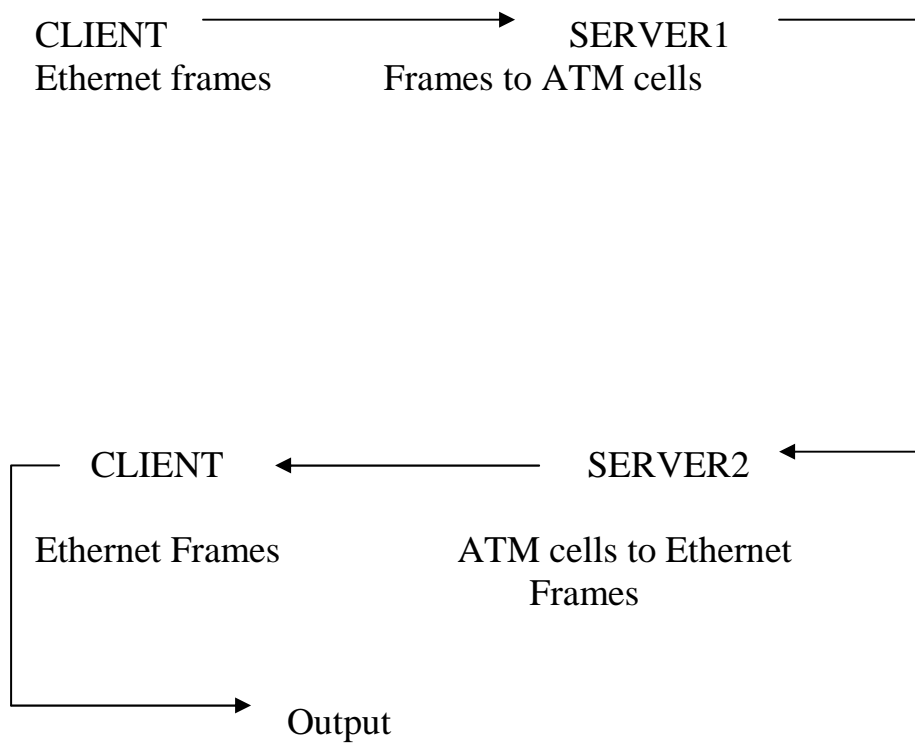 CLIENT SERVER1
Ethernet frames Frames to ATM cells
CLIENT SERVER2
Ethernet Frames ATM cells to Ethernet
Frames
Output